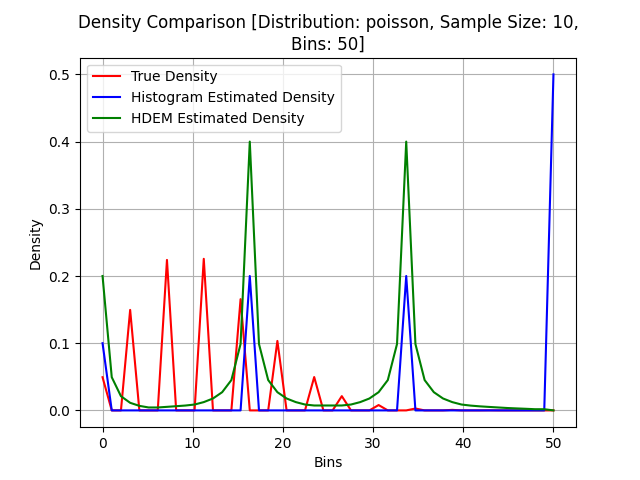 Density Comparison [Distribution: poisson, Sample Size: 10,
Bins: 50]
True Density
Histogram Estimated Density
HDEM Estimated Density
Density
0.5
0.4
0.3
0.2
0.1
0.0
0 10 20 30 40 50
Bins